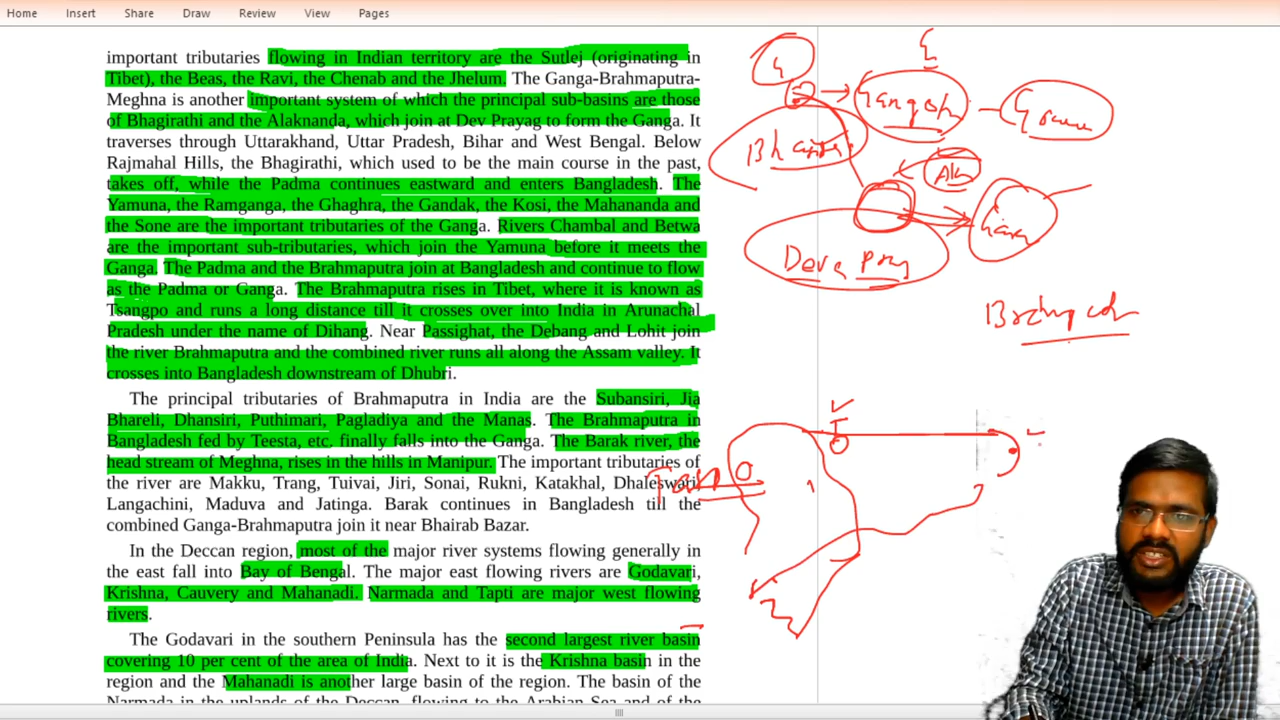 Home Insert Share Draw Review View Pages
important tributaries flowing in Indian territory are the Sutlej (originating in
Tibet), the Beas, the Ravi, the Chenab and the Jhelum. The Ganga-Brahmaputra-
Meghna is another important system of which the principal sub-basins are those
of Bhagirathi and the Alaknanda, which join at Dev Prayag to form the Ganga. It
traverses through Uttarakhand, Uttar Pradesh, Bihar and West Bengal. Below
Rajmahal Hills, the Bhagirathi, which used to be the main course in the past,
takes off, while the Padma continues eastward and enters Bangladesh. The
Yamuna, the Ramganga, the Ghaghra, the Gandak, the Kosi, the Mahananda and
the Sone are the important tributaries of the Ganga. Rivers Chambal and Betwa
are the important sub-tributaries, which join the Yamuna before it meets the
Ganga. The Padma and the Brahmaputra join at Bangladesh and continue to flow
as the Padma or Ganga. The Brahmaputra rises in Tibet, where it is known as
Tsangpo and runs a long distance till it crosses over into India in Arunachal
Pradesh under the name of Dihang. Near Passighat, the Debang and Lohit join
the river Brahmaputra and the combined river runs all along the Assam valley. It
crosses into Bangladesh downstream of Dhubri.
The principal tributaries of Brahmaputra in India are the Subansiri, Jia
Bhareli, Dhansiri, Puthimari, Pagladiya and the Manas. The Brahmaputra in
Bangladesh fed by Teesta, etc. finally falls into the Ganga. The Barak river, the
head stream of Meghna, rises in the hills in Manipur. The important tributaries of
the river are Makku, Trang, Tuivai, Jiri, Sonai, Rukni, Katakhal, Dhaleswari,
Langachini, Maduva and Jatinga. Barak continues in Bangladesh till the
combined Ganga-Brahmaputra join it near Bhairab Bazar.
In the Deccan region, most of the major river systems flowing generally in
the east fall into Bay of Bengal. The major east flowing rivers are Godavari,
Krishna, Cauvery and Mahanadi. Narmada and Tapti are major west flowing
rivers.
The Godavari in the southern Peninsula has the second largest river basin
covering 10 per cent of the area of India. Next to it is the Krishna basin in the
region and the Mahanadi is another large basin of the region. The basin of the
Narmada in the uplands of the Deccan, flowing to the Arabian Sea and of the
Deva Pray